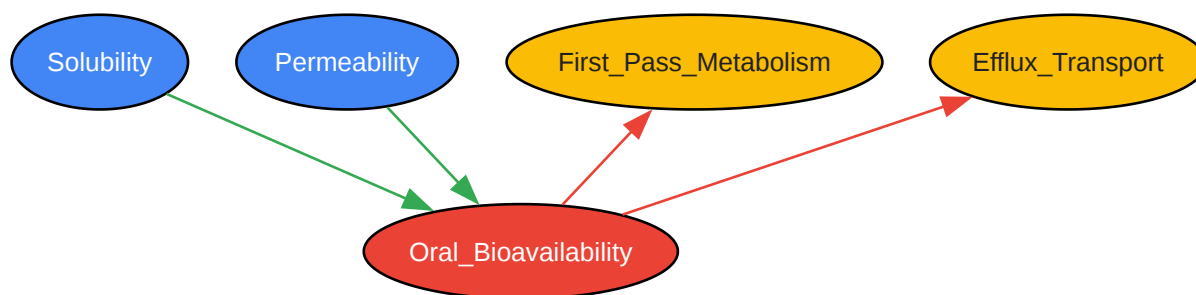 Solubility
Permeability
First_Pass_Metabolism
Efflux_Transport
Oral_Bioavailability